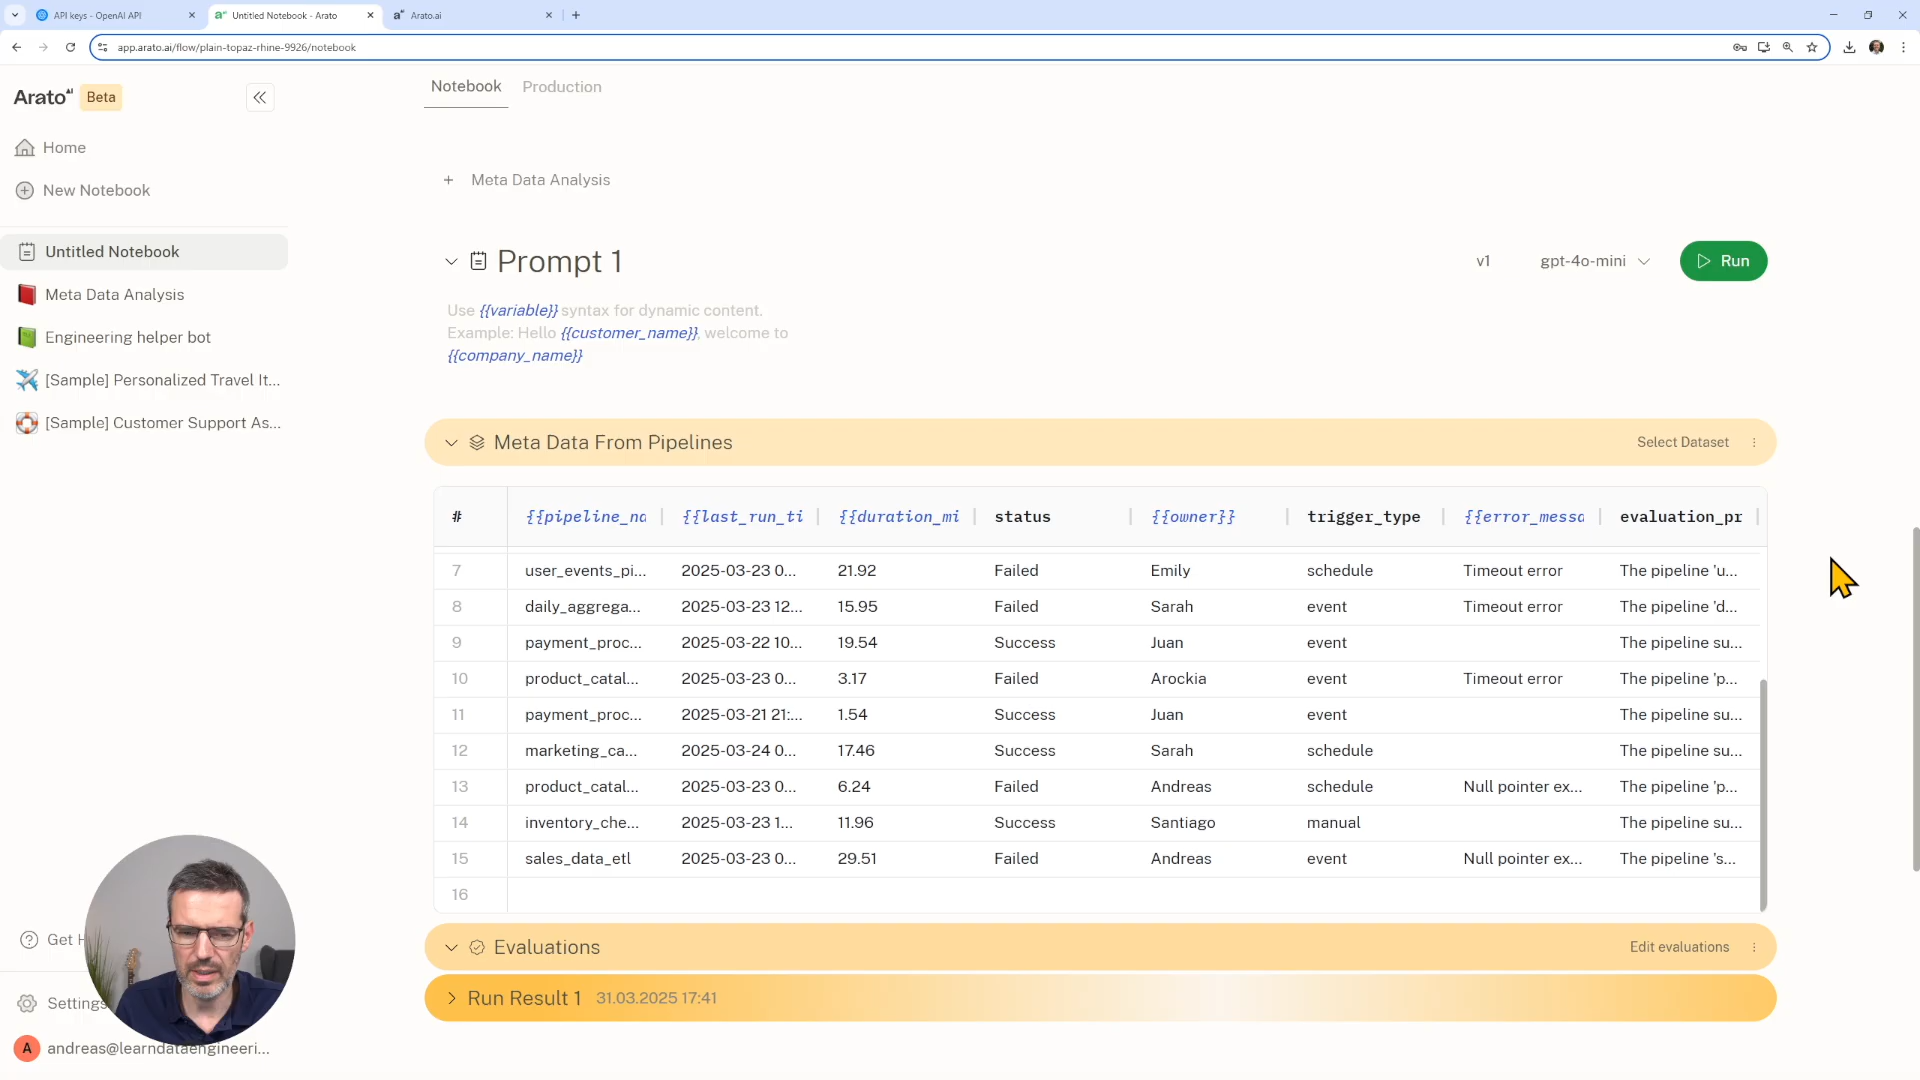 API keys - OpenAI API
Untitled Notebook - Arato
Arato.ai
app.arato.ai/flow/plain-topaz-rhine-9926/notebook
Arato AI Beta
Home
New Notebook
Untitled Notebook
Meta Data Analysis
Engineering helper bot
[Sample] Personalized Travel It...
[Sample] Customer Support As...
Get H
Settings
A andreas@learndataengineeri...
Notebook Production
+ Meta Data Analysis
Prompt 1 v1 gpt-4o-mini Run
Use {{variable}} syntax for dynamic content.
Example: Hello {{customer_name}}, welcome to
{{company_name}}
Meta Data From Pipelines Select Dataset
# {{pipeline_na {{last_run_ti {{duration_mi status {{owner}} trigger_type {{error_messa evaluation_pr
7 user_events_pi... 2025-03-23 0... 21.92 Failed Emily schedule Timeout error The pipeline 'u...
8 daily_aggrega... 2025-03-23 12... 15.95 Failed Sarah event Timeout error The pipeline 'd...
9 payment_proc... 2025-03-22 10... 19.54 Success Juan event The pipeline su...
10 product_catal... 2025-03-23 0... 3.17 Failed Arockia event Timeout error The pipeline 'p...
11 payment_proc... 2025-03-21 21:... 1.54 Success Juan event The pipeline su...
12 marketing_ca... 2025-03-24 0... 17.46 Success Sarah schedule The pipeline su...
13 product_catal... 2025-03-23 0... 6.24 Failed Andreas schedule Null pointer ex... The pipeline 'p...
14 inventory_che... 2025-03-23 1... 11.96 Success Santiago manual The pipeline su...
15 sales_data_etl 2025-03-23 0... 29.51 Failed Andreas event Null pointer ex... The pipeline 's...
16
Evaluations Edit evaluations
Run Result 1 31.03.2025 17:41